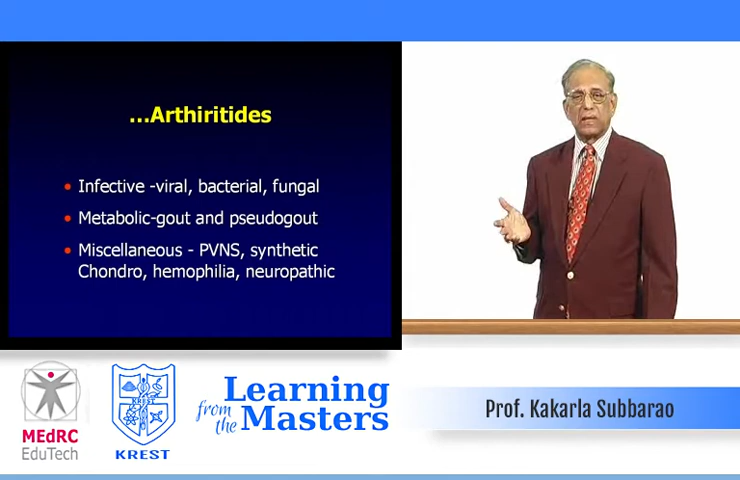 ...Arthiritides
Infective -viral, bacterial, fungal
Metabolic-gout and pseudogout
Miscellaneous - PVNS, synthetic
Chondro, hemophilia, neuropathic
MEdRC
EduTech
KREST
KREST
Learning
from the Masters
Prof. Kakarla Subbarao